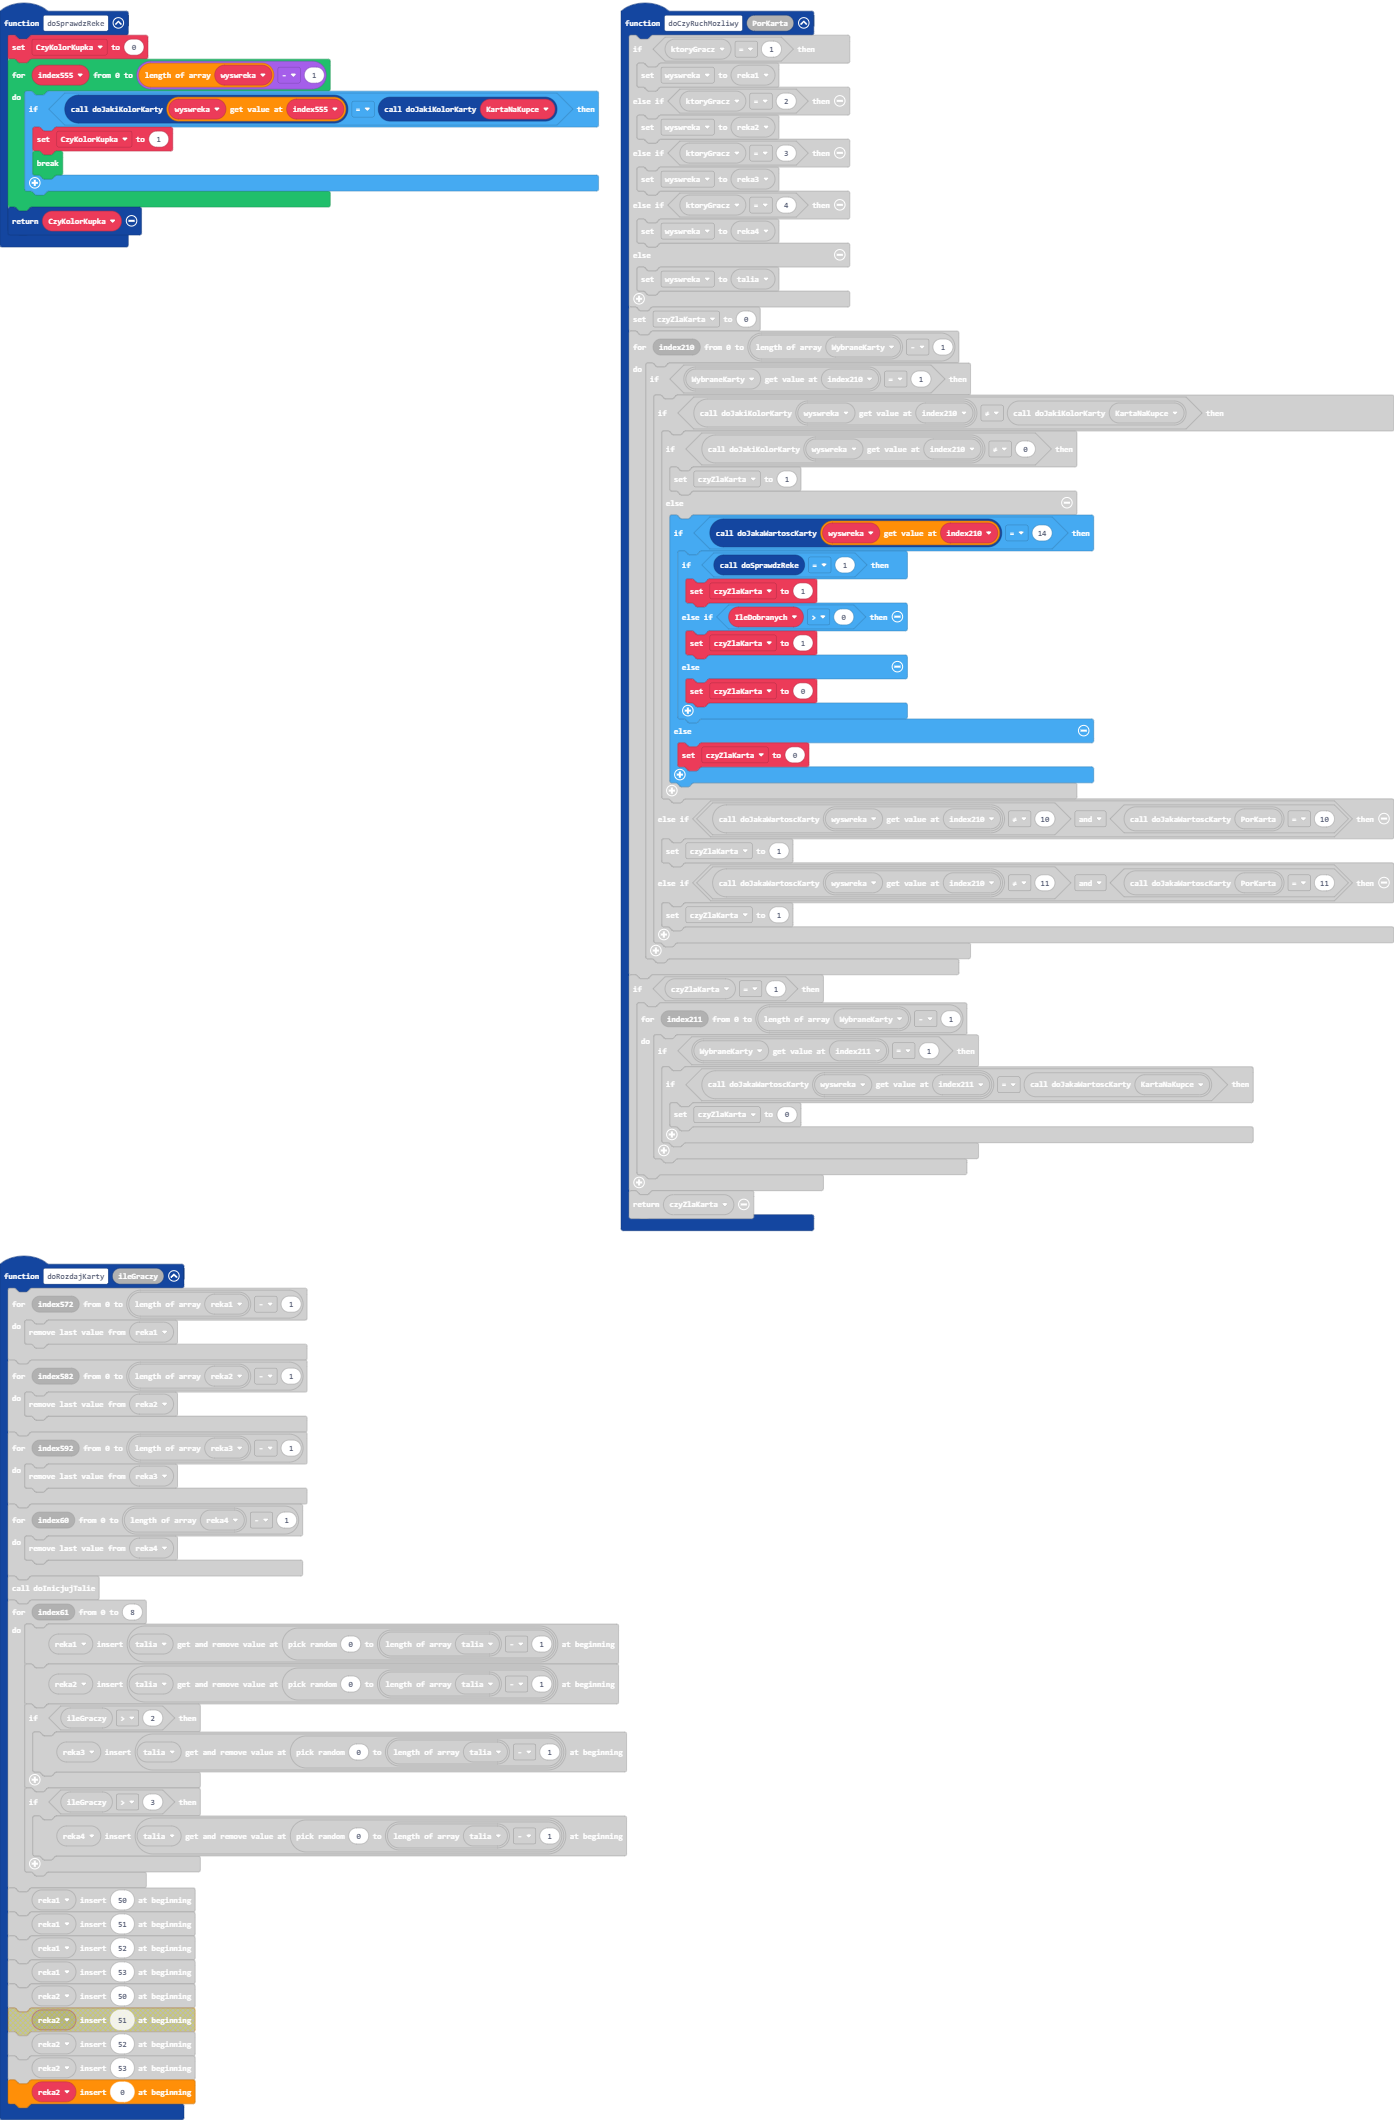 function doSprawdzReke
set CzyKolorKupka to 0
for index555 from 0 to length of array wyswreka - 1
do
if call doJakiKolorKarty wyswreka get value at index555 = call doJakiKolorKarty KartaNaKupce then
set CzyKolorKupka to 1
break
return CzyKolorKupka
function doCzyRuchMozliwy PorKarta
if ktoryGracz = 1 then
set wyswreka to reka1
else if ktoryGracz = 2 then
set wyswreka to reka2
else if ktoryGracz = 3 then
set wyswreka to reka3
else if ktoryGracz = 4 then
set wyswreka to reka4
else
set wyswreka to talia
set czyZlaKarta to 0
for index210 from 0 to length of array WybraneKarty - 1
do
if WybraneKarty get value at index210 = 1 then
if call doJakiKolorKarty wyswreka get value at index210 ≠ call doJakiKolorKarty KartaNaKupce then
if call doJakiKolorKarty wyswreka get value at index210 ≠ 0 then
set czyZlaKarta to 1
else
if call doJakaWartoscKarty wyswreka get value at index210 = 14 then
if call doSprawdzReke = 1 then
set czyZlaKarta to 1
else if IleDobranych > 0 then
set czyZlaKarta to 1
else
set czyZlaKarta to 0
else
set czyZlaKarta to 0
else if call doJakaWartoscKarty wyswreka get value at index210 ≠ 10 and call doJakaWartoscKarty PorKarta = 10 then
set czyZlaKarta to 1
else if call doJakaWartoscKarty wyswreka get value at index210 ≠ 11 and call doJakaWartoscKarty PorKarta = 11 then
set czyZlaKarta to 1
if czyZlaKarta = 1 then
for index211 from 0 to length of array WybraneKarty - 1
do
if WybraneKarty get value at index211 = 1 then
if call doJakaWartoscKarty wyswreka get value at index211 = call doJakaWartoscKarty KartaNaKupce then
set czyZlaKarta to 0
return czyZlaKarta
function doRozdajKarty ileGraczy
for index572 from 0 to length of array reka1 - 1
do
remove last value from reka1
for index582 from 0 to length of array reka2 - 1
do
remove last value from reka2
for index592 from 0 to length of array reka3 - 1
do
remove last value from reka3
for index60 from 0 to length of array reka4 - 1
do
remove last value from reka4
call doInicjujTalie
for index61 from 0 to 8
do
reka1 insert talia get and remove value at pick random 0 to length of array talia - 1 at beginning
reka2 insert talia get and remove value at pick random 0 to length of array talia - 1 at beginning
if ileGraczy > 2 then
reka3 insert talia get and remove value at pick random 0 to length of array talia - 1 at beginning
if ileGraczy > 3 then
reka4 insert talia get and remove value at pick random 0 to length of array talia - 1 at beginning
reka1 insert 50 at beginning
reka1 insert 51 at beginning
reka1 insert 52 at beginning
reka1 insert 53 at beginning
reka2 insert 50 at beginning
reka2 insert 51 at beginning
reka2 insert 52 at beginning
reka2 insert 53 at beginning
reka2 insert 0 at beginning